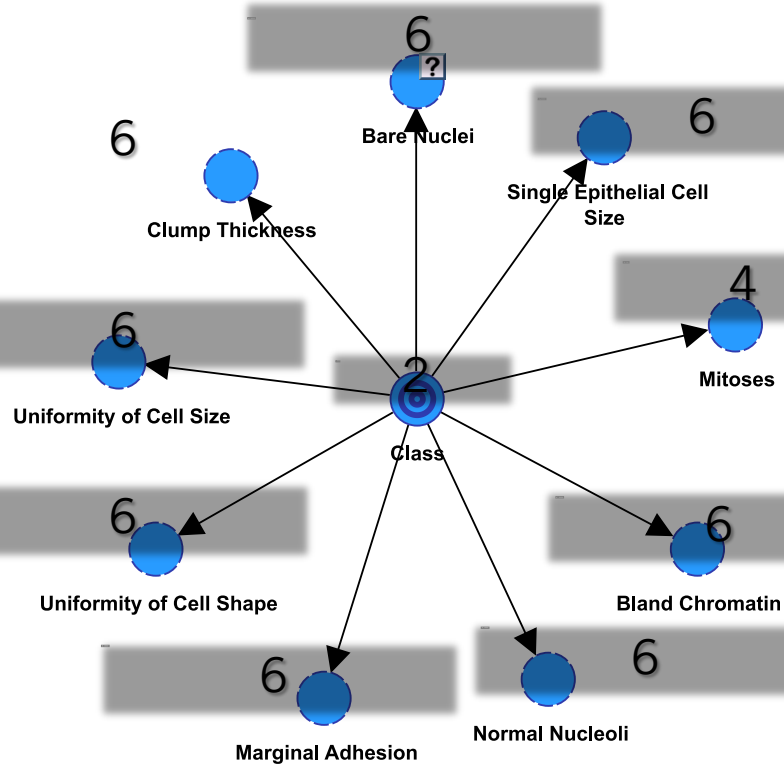 6
?
Bare Nuclei
6
Single Epithelial Cell
Size
6
Clump Thickness
4
Mitoses
6
Uniformity of Cell Size
2
Class
6
Uniformity of Cell Shape
6
Bland Chromatin
6
Marginal Adhesion
6
Normal Nucleoli